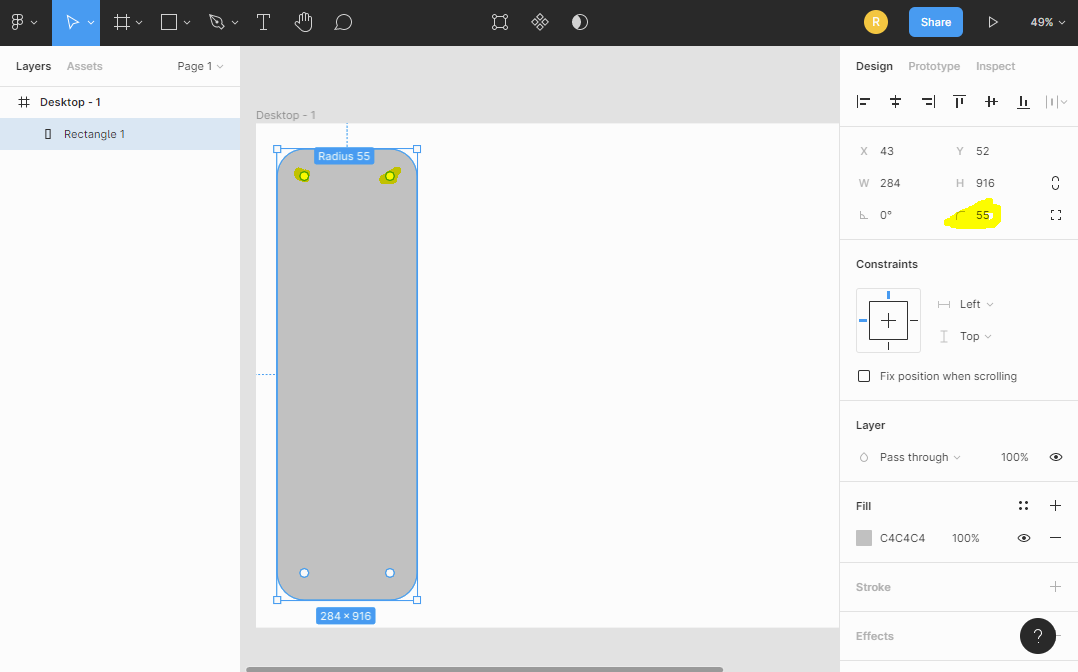 R Share 49%
Layers Assets Page 1
Desktop - 1
Rectangle 1
Desktop - 1
Radius 55
284 × 916
Design Prototype Inspect
X 43 Y 52
W 284 H 916
0° 55
Constraints
Left
Top
Fix position when scrolling
Layer
Pass through 100%
Fill
C4C4C4 100%
Stroke
Effects
?